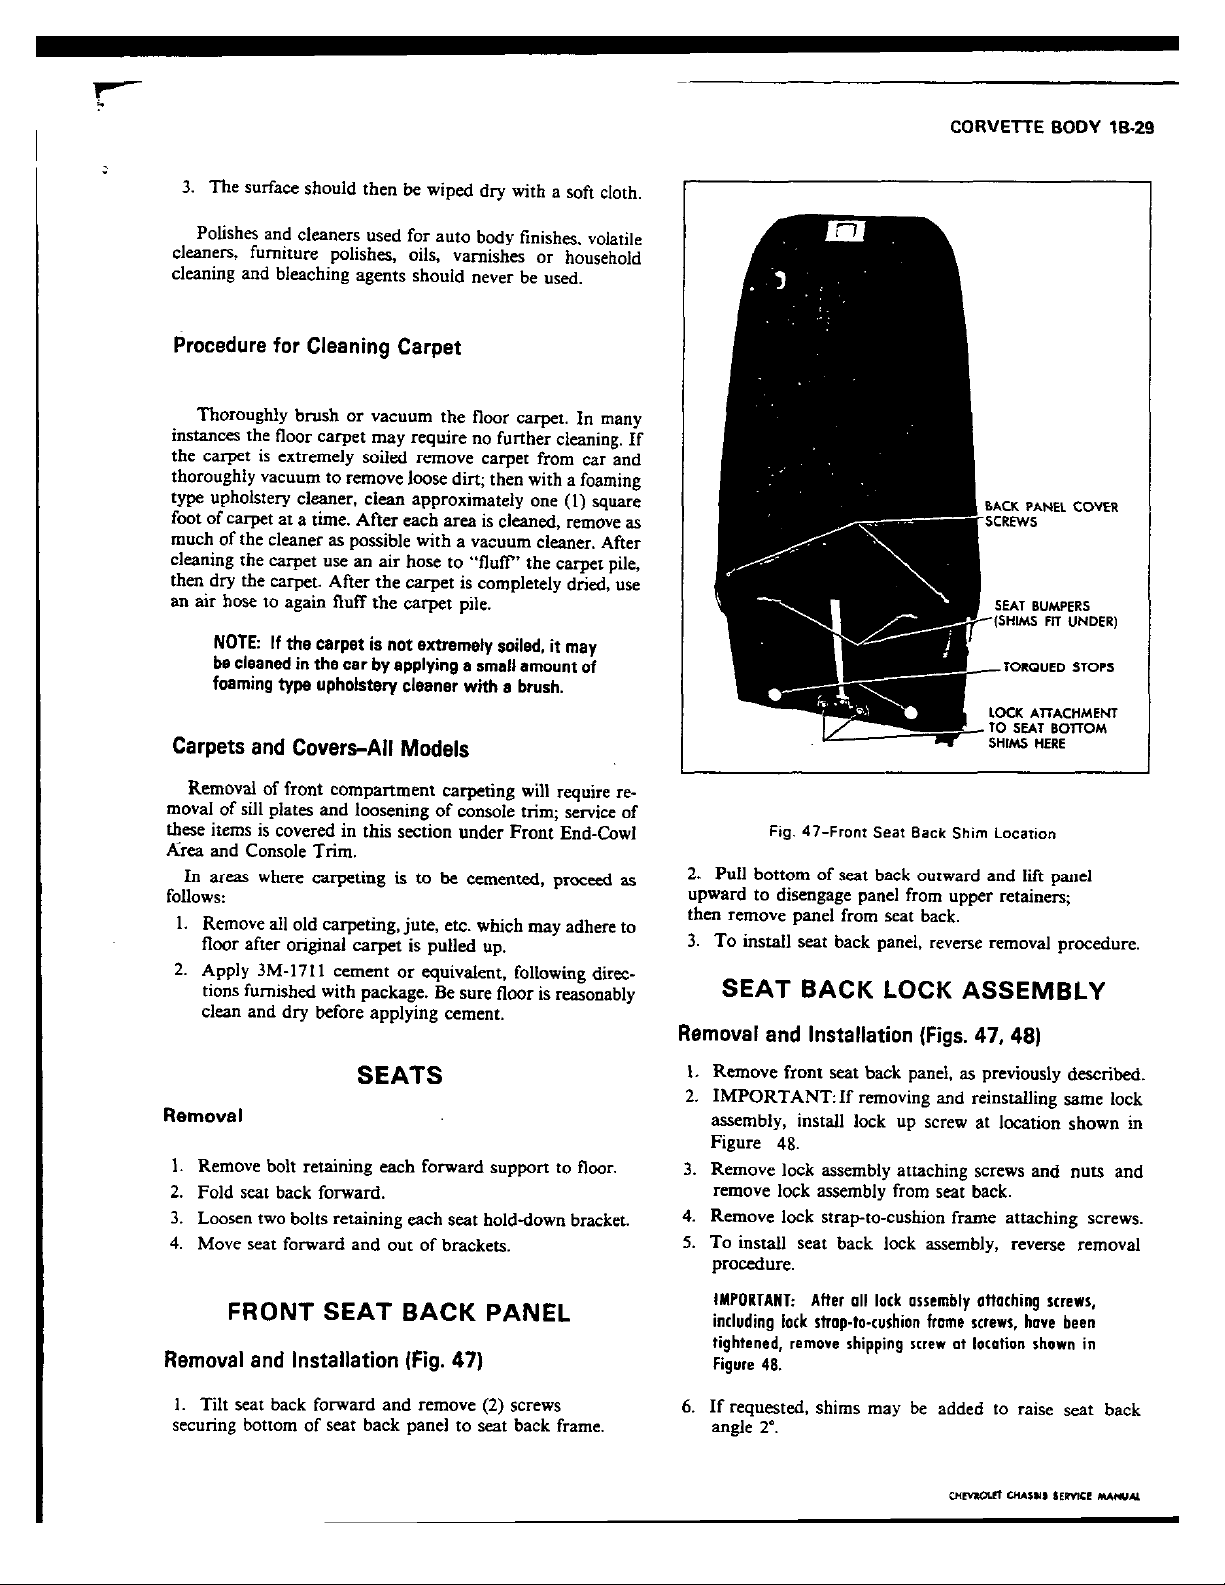 CORVETTE BODY 1B-29
3. The surface should then be wiped dry with a soft cloth.
Polishes and cleaners used for auto body finishes, volatile
cleaners, furniture polishes, oils, varnishes or household
cleaning and bleaching agents should never be used.
Procedure for Cleaning Carpet
Thoroughly brush or vacuum the floor carpet. In many
instances the floor carpet may require no further cleaning. If
the carpet is extremely soiled remove carpet from car and
thoroughly vacuum to remove loose dirt; then with a foaming
type upholstery cleaner, clean approximately one (1) square
foot of carpet at a time. After each area is cleaned, remove as
much of the cleaner as possible with a vacuum cleaner. After
cleaning the carpet use an air hose to "fluff" the carpet pile,
then dry the carpet. After the carpet is completely dried, use
an air hose to again fluff the carpet pile.
NOTE: If the carpet is not extremely soiled, it may
be cleaned in the car by applying a small amount of
foaming type upholstery cleaner with a brush.
Carpets and Covers-All Models
Removal of front compartment carpeting will require re-
moval of sill plates and loosening of console trim; service of
these items is covered in this section under Front End-Cowl
Area and Console Trim.
In areas where carpeting is to be cemented, proceed as
follows:
1. Remove all old carpeting, jute, etc. which may adhere to
floor after original carpet is pulled up.
2. Apply 3M-1711 cement or equivalent, following direc-
tions furnished with package. Be sure floor is reasonably
clean and dry before applying cement.
SEATS
Removal
1. Remove bolt retaining each forward support to floor.
2. Fold seat back forward.
3. Loosen two bolts retaining each seat hold-down bracket.
4. Move seat forward and out of brackets.
FRONT SEAT BACK PANEL
Removal and Installation (Fig. 47)
1. Tilt seat back forward and remove (2) screws
securing bottom of seat back panel to seat back frame.
BACK PANEL COVER
SCREWS
SEAT BUMPERS
(SHIMS FIT UNDER)
TORQUED STOPS
LOCK ATTACHMENT
TO SEAT BOTTOM
SHIMS HERE
Fig. 47-Front Seat Back Shim Location
2. Pull bottom of seat back outward and lift panel
upward to disengage panel from upper retainers;
then remove panel from seat back.
3. To install seat back panel, reverse removal procedure.
SEAT BACK LOCK ASSEMBLY
Removal and Installation (Figs. 47, 48)
1. Remove front seat back panel, as previously described.
2. IMPORTANT: If removing and reinstalling same lock
assembly, install lock up screw at location shown in
Figure 48.
3. Remove lock assembly attaching screws and nuts and
remove lock assembly from seat back.
4. Remove lock strap-to-cushion frame attaching screws.
5. To install seat back lock assembly, reverse removal
procedure.
IMPORTANT: After all lock assembly attaching screws,
including lock strap-to-cushion frame screws, have been
tightened, remove shipping screw at location shown in
Figure 48.
6. If requested, shims may be added to raise seat back
angle 2°.
CHEVROLET CHASSIS SERVICE MANUAL